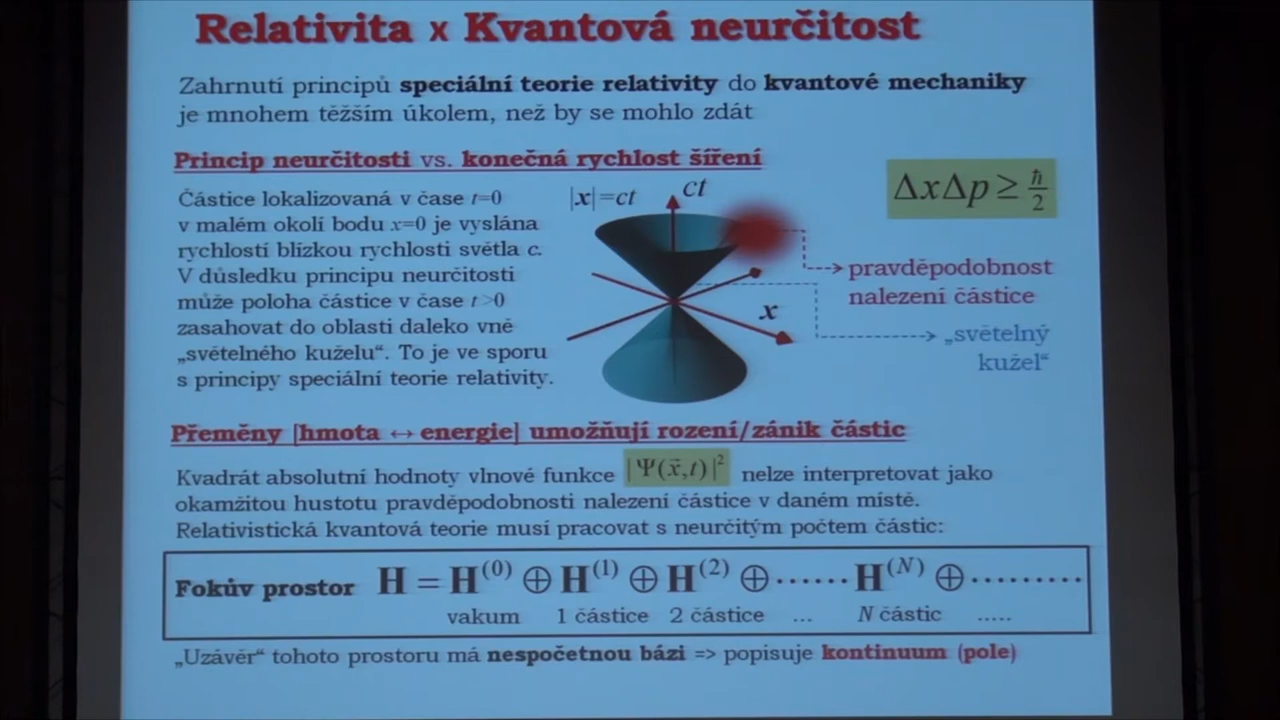 Relativita x Kvantová neurčitost
Zahrnutí principů speciální teorie relativity do kvantové mechaniky
je mnohem těžším úkolem, než by se mohlo zdát
Princip neurčitosti vs. konečná rychlost šíření
Částice lokalizovaná v čase t=0
v malém okolí bodu x=0 je vyslána
rychlostí blízkou rychlosti světla c.
V důsledku principu neurčitosti
může poloha částice v čase t>0
zasahovat do oblasti daleko vně
„světelného kuželu“. To je ve sporu
s principy speciální teorie relativity.
|x|=ct
ct
x
ΔxΔp ≥ ħ/2
pravděpodobnost
nalezení částice
„světelný
kužel“
Přeměny |hmota ↔ energie| umožňují rození/zánik částic
Kvadrát absolutní hodnoty vlnové funkce |Ψ(x⃗,t)|² nelze interpretovat jako
okamžitou hustotu pravděpodobnosti nalezení částice v daném místě.
Relativistická kvantová teorie musí pracovat s neurčitým počtem částic:
Fokův prostor H = H⁽⁰⁾ ⊕ H⁽¹⁾ ⊕ H⁽²⁾ ⊕ ...... H⁽ᴺ⁾ ⊕ .........
vakum 1 částice 2 částice ... N částic .....
„Uzávěr“ tohoto prostoru má nespočetnou bázi => popisuje kontinuum (pole)